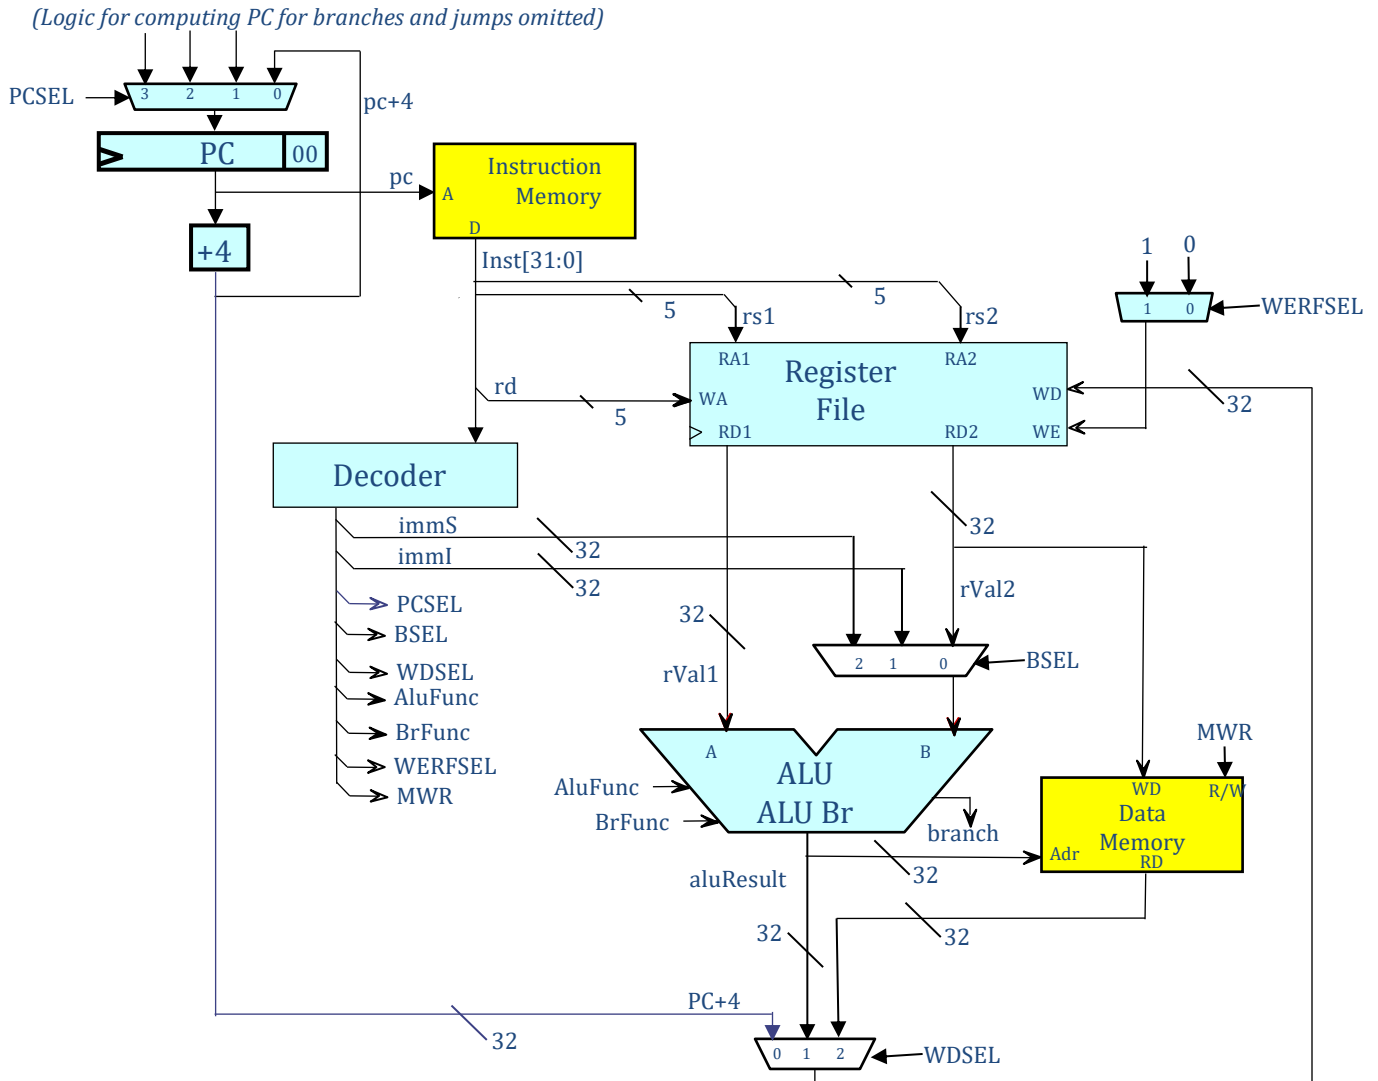 (Logic for computing PC for branches and jumps omitted)
PCSEL
3 2 1 0
pc+4
PC 00
pc
Instruction
Memory
A
D
+4
Inst[31:0]
1 0
5
5
rs1
rs2
1 0
WERFSEL
RA1
RA2
Register
File
rd
WA
5
WD
32
RD1
RD2
WE
Decoder
immS
32
32
immI
32
PCSEL
BSEL
WDSEL
AluFunc
BrFunc
WERFSEL
MWR
rVal2
32
rVal1
2 1 0
BSEL
A
B
ALU
ALU Br
AluFunc
BrFunc
branch
MWR
WD
R/W
Data
Memory
Adr
RD
32
aluResult
32
32
PC+4
32
0 1 2
WDSEL